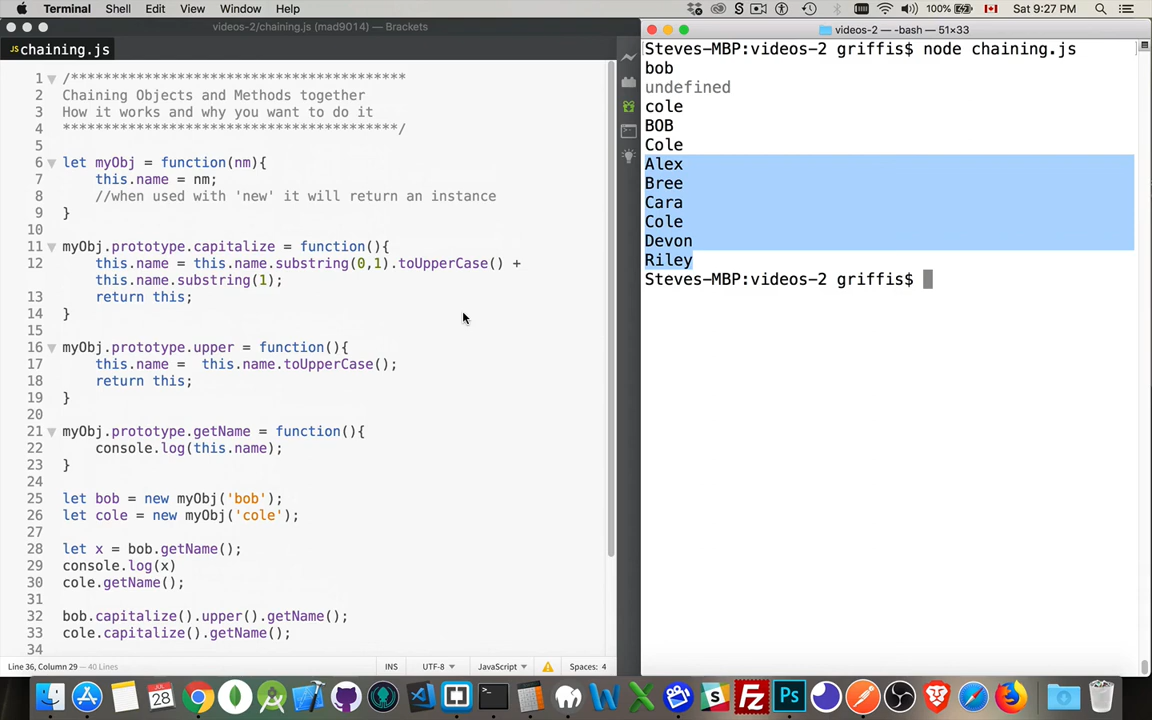 Terminal Shell Edit View Window Help 100% Sat 9:27 PM
videos-2/chaining.js (mad9014) — Brackets
JS chaining.js
1 /*****************************************
2 Chaining Objects and Methods together
3 How it works and why you want to do it
4 *****************************************/
5
6 let myObj = function(nm){
7 this.name = nm;
8 //when used with 'new' it will return an instance
9 }
10
11 myObj.prototype.capitalize = function(){
12 this.name = this.name.substring(0,1).toUpperCase() +
this.name.substring(1);
13 return this;
14 }
15
16 myObj.prototype.upper = function(){
17 this.name =  this.name.toUpperCase();
18 return this;
19 }
20
21 myObj.prototype.getName = function(){
22 console.log(this.name);
23 }
24
25 let bob = new myObj('bob');
26 let cole = new myObj('cole');
27
28 let x = bob.getName();
29 console.log(x)
30 cole.getName();
31
32 bob.capitalize().upper().getName();
33 cole.capitalize().getName();
34
Line 36, Column 29 — 40 Lines INS UTF-8 JavaScript Spaces: 4
videos-2 — -bash — 51×33
Steves-MBP:videos-2 griffis$ node chaining.js
bob
undefined
cole
BOB
Cole
Alex
Bree
Cara
Cole
Devon
Riley
Steves-MBP:videos-2 griffis$
28